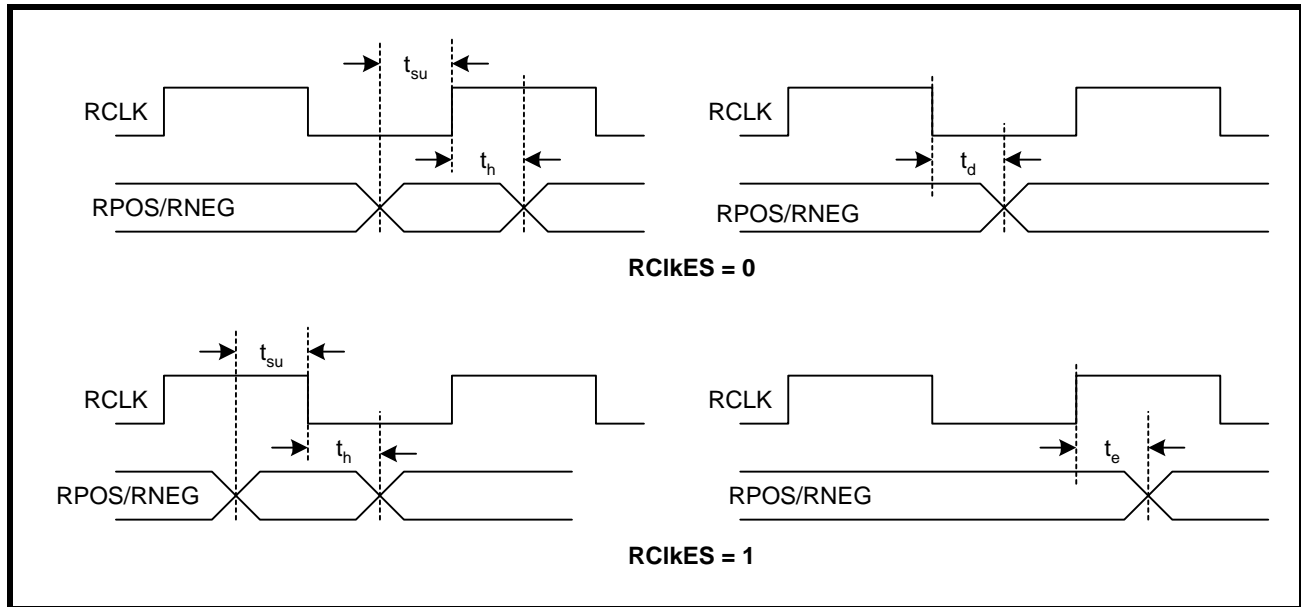 t_su
RCLK
t_h
RPOS/RNEG
RCLK
t_d
RPOS/RNEG
RClkES = 0
t_su
RCLK
t_h
RPOS/RNEG
RCLK
t_e
RPOS/RNEG
RClkES = 1